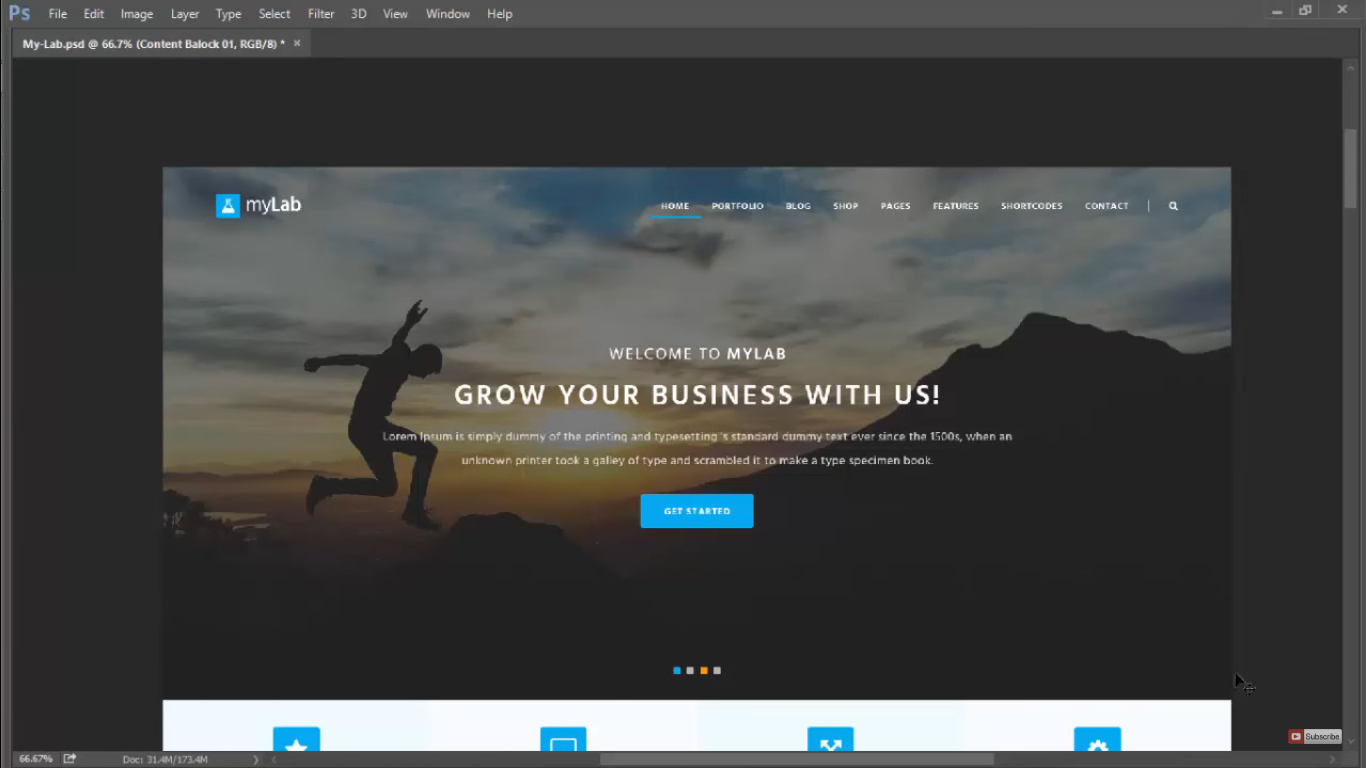 Ps File Edit Image Layer Type Select Filter 3D View Window Help
My-Lab.psd @ 66.7% (Content Balock 01, RGB/8) *
myLab HOME PORTFOLIO BLOG SHOP PAGES FEATURES SHORTCODES CONTACT
WELCOME TO MYLAB
GROW YOUR BUSINESS WITH US!
Lorem Ipsum is simply dummy of the printing and typesetting 's standard dummy text ever since the 1500s, when an
unknown printer took a galley of type and scrambled it to make a type specimen book.
GET STARTED
Subscribe
66.67% Doc: 31.4M/173.4M